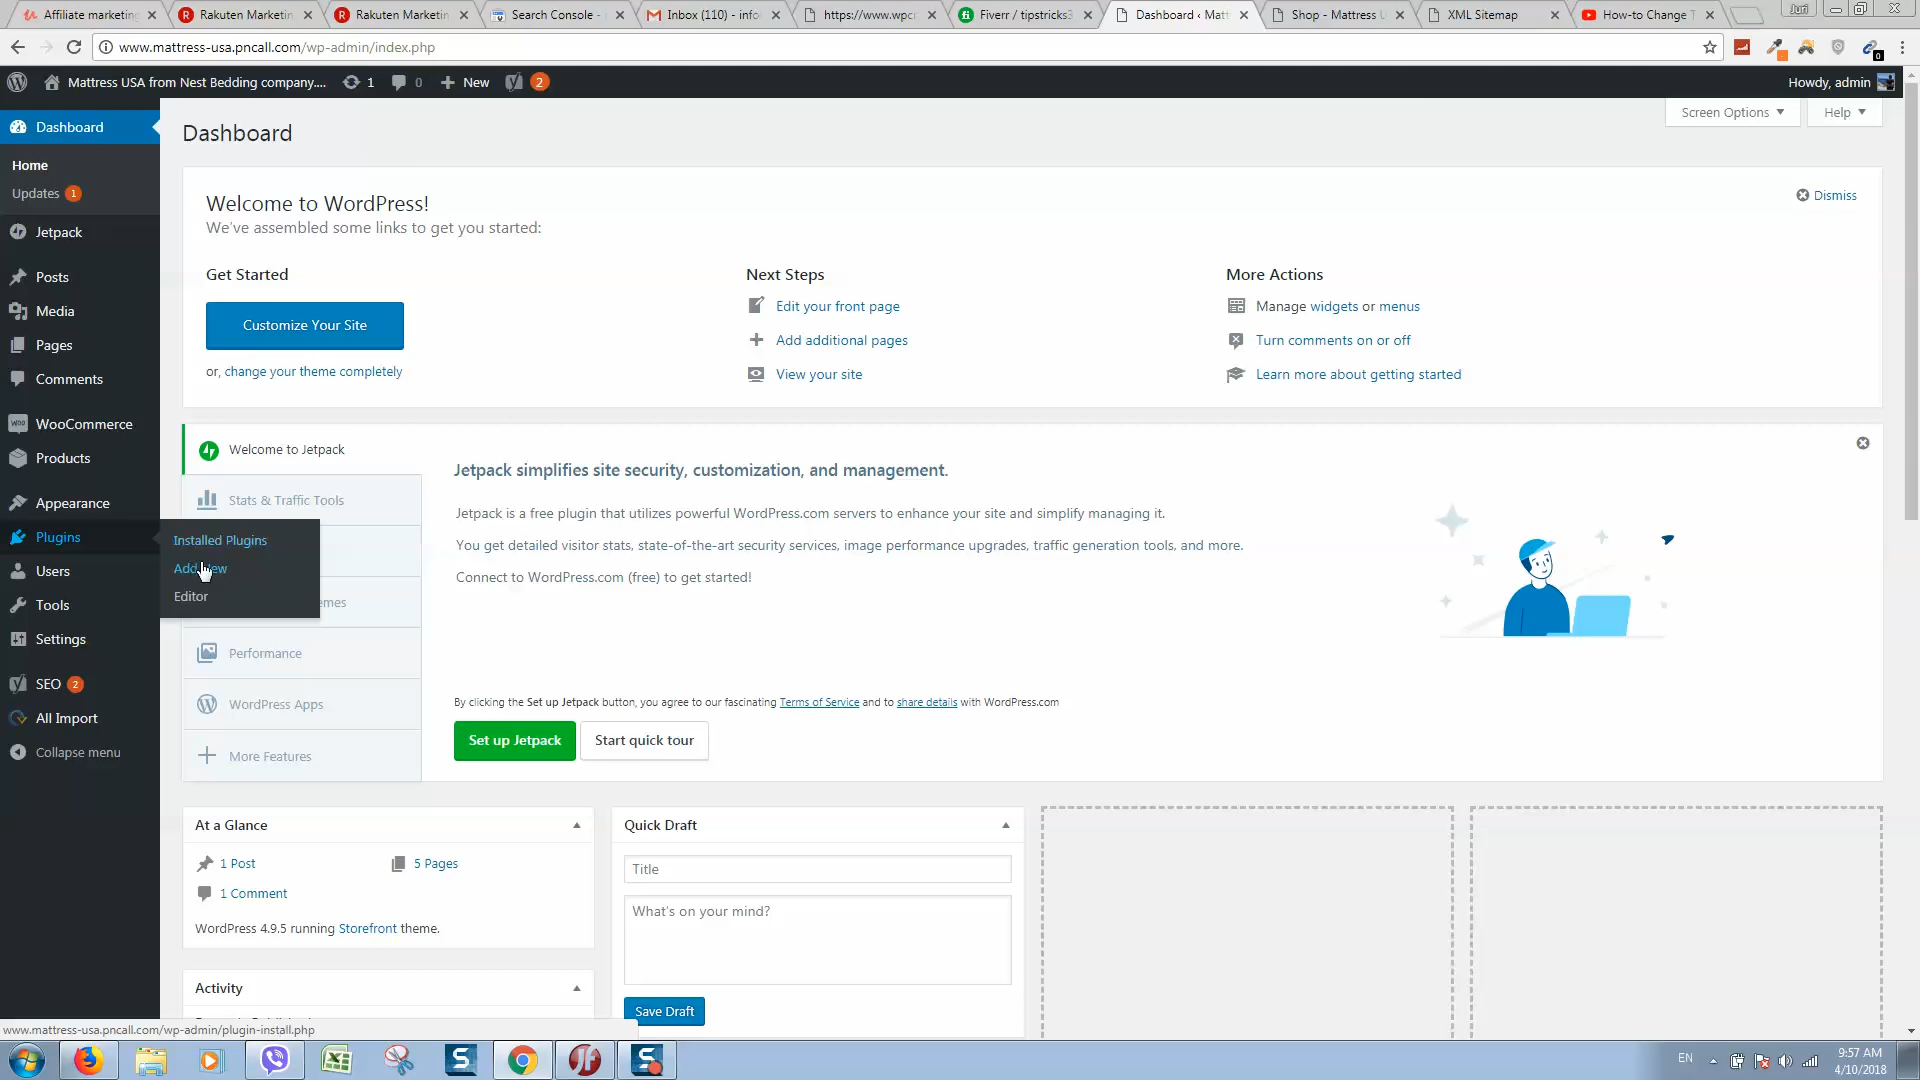 Affiliate marketing
Rakuten Marketin
Rakuten Marketin
Search Console -
Inbox (110) - info
https://www.wpcr
Fiverr / tipstricks3
Dashboard ‹ Matt
Shop - Mattress U
XML Sitemap
How-to Change T
Juri
www.mattress-usa.pncall.com/wp-admin/index.php
0
Mattress USA from Nest Bedding company....
1
0
New
2
Howdy, admin
Dashboard
Home
Updates 1
Jetpack
Posts
Media
Pages
Comments
WooCommerce
Products
Appearance
Plugins
Users
Tools
Settings
SEO 2
All Import
Collapse menu
Installed Plugins
Add New
Editor
Screen Options
Help
Dashboard
Welcome to WordPress!
We've assembled some links to get you started:
Dismiss
Get Started
Customize Your Site
or, change your theme completely
Next Steps
Edit your front page
Add additional pages
View your site
More Actions
Manage widgets or menus
Turn comments on or off
Learn more about getting started
Welcome to Jetpack
Stats & Traffic Tools
emes
Performance
WordPress Apps
More Features
Jetpack simplifies site security, customization, and management.
Jetpack is a free plugin that utilizes powerful WordPress.com servers to enhance your site and simplify managing it.
You get detailed visitor stats, state-of-the-art security services, image performance upgrades, traffic generation tools, and more.
Connect to WordPress.com (free) to get started!
By clicking the Set up Jetpack button, you agree to our fascinating Terms of Service and to share details with WordPress.com
Set up Jetpack
Start quick tour
At a Glance
1 Post
5 Pages
1 Comment
WordPress 4.9.5 running Storefront theme.
Activity
Quick Draft
Title
What's on your mind?
Save Draft
www.mattress-usa.pncall.com/wp-admin/plugin-install.php
EN
9:57 AM
4/10/2018